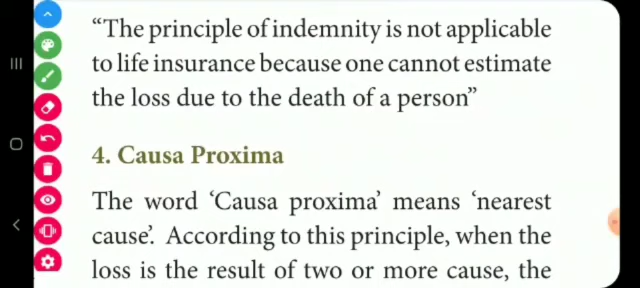 “The principle of indemnity is not applicable
to life insurance because one cannot estimate
the loss due to the death of a person”
4. Causa Proxima
The word ‘Causa proxima’ means ‘nearest
cause’. According to this principle, when the
loss is the result of two or more cause, the